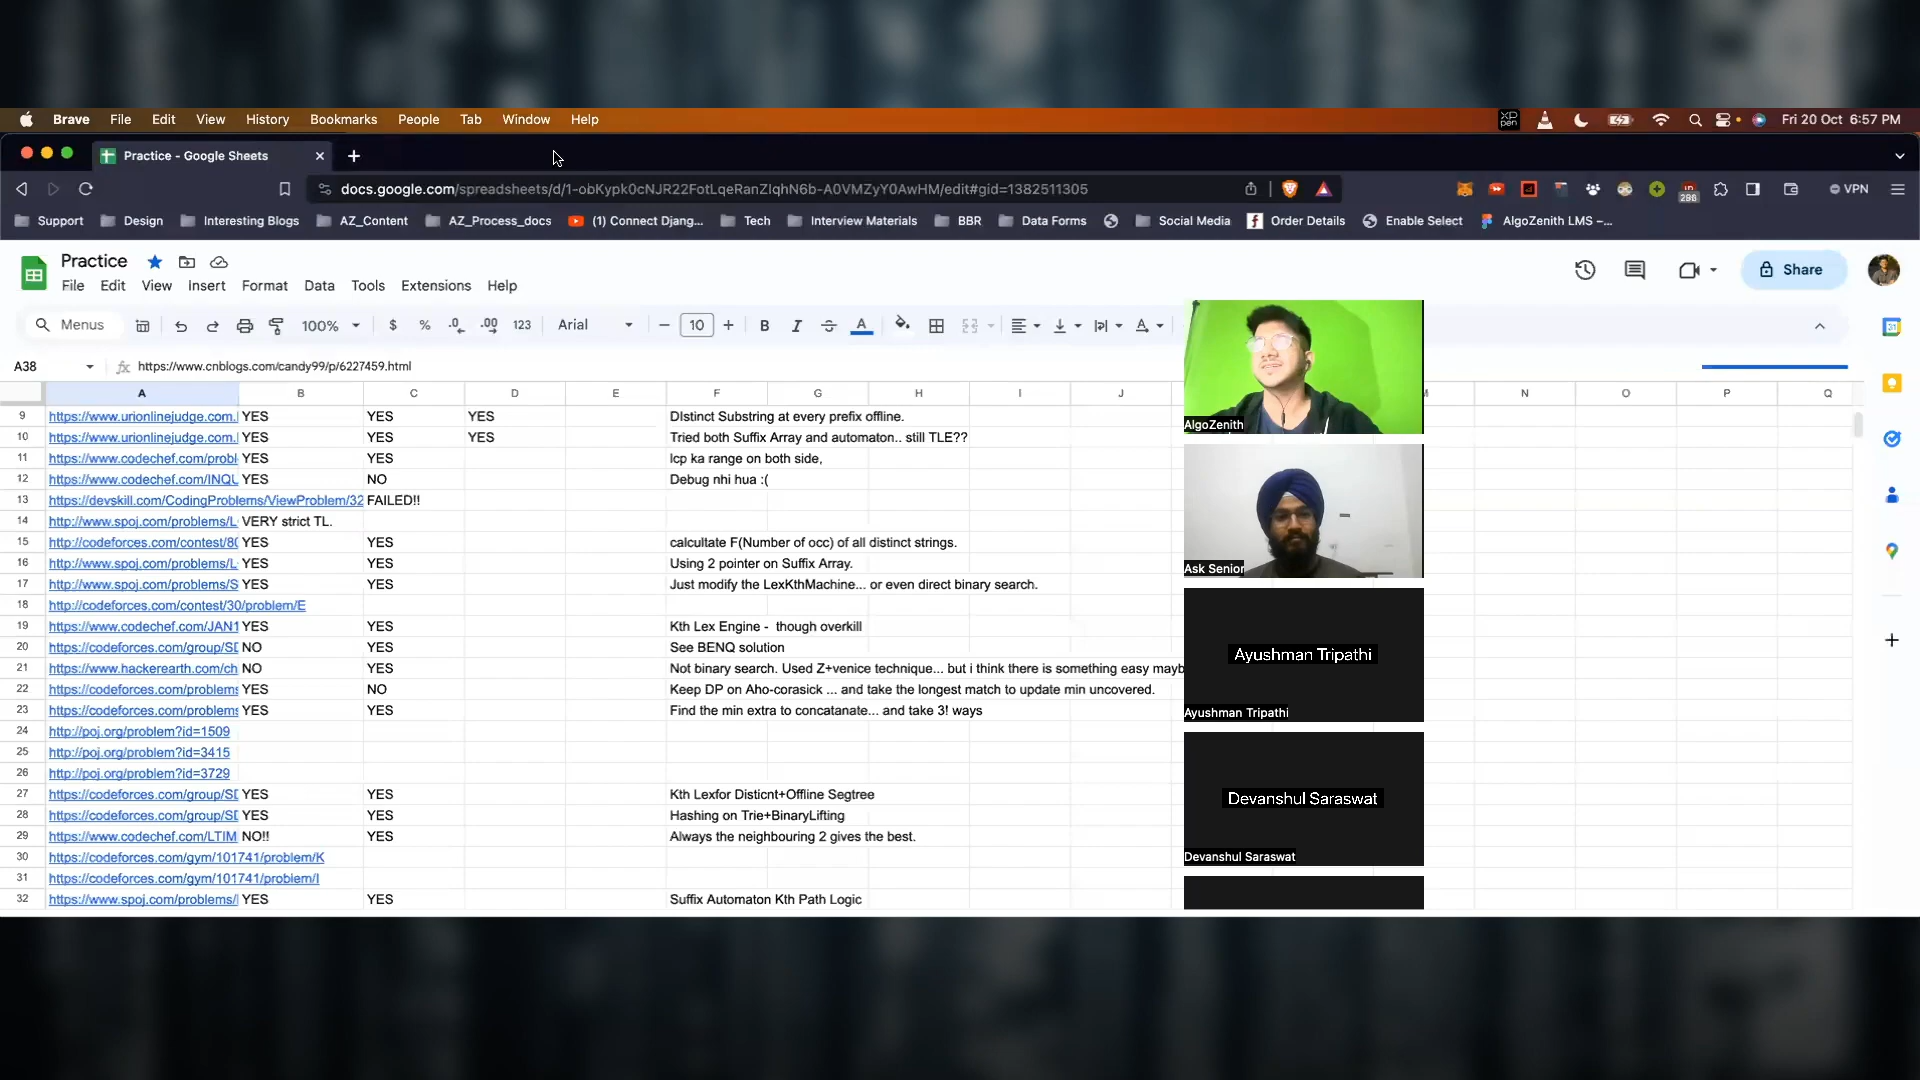 Brave File Edit View History Bookmarks People Tab Window Help XP pen Fri 20 Oct 6:57 PM
Practice - Google Sheets
docs.google.com/spreadsheets/d/1-obKypk0cNJR22FotLqeRanZlqhN6b-A0VMZyY0AwHM/edit#gid=1382511305 298 VPN
Support Design Interesting Blogs AZ_Content AZ_Process_docs (1) Connect Djang... Tech Interview Materials BBR Data Forms Social Media Order Details Enable Select AlgoZenith LMS –...
Practice
File Edit View Insert Format Data Tools Extensions Help
Share
Menus 100% $ % .0 .00 123 Arial 10 B I A A
A38 fx https://www.cnblogs.com/candy99/p/6227459.html
A B C D E F G H I J M N O P Q
9 https://www.urionlinejudge.com. YES YES YES DIstinct Substring at every prefix offline.
10 https://www.urionlinejudge.com. YES YES YES Tried both Suffix Array and automaton.. still TLE??
11 https://www.codechef.com/probl YES YES lcp ka range on both side,
12 https://www.codechef.com/INQU YES NO Debug nhi hua :(
13 https://devskill.com/CodingProblems/ViewProblem/32 FAILED!!
14 http://www.spoj.com/problems/L VERY strict TL.
15 http://codeforces.com/contest/80 YES YES calcultate F(Number of occ) of all distinct strings.
16 http://www.spoj.com/problems/L YES YES Using 2 pointer on Suffix Array.
17 http://www.spoj.com/problems/S YES YES Just modify the LexKthMachine... or even direct binary search.
18 http://codeforces.com/contest/30/problem/E
19 https://www.codechef.com/JAN1 YES YES Kth Lex Engine - though overkill
20 https://codeforces.com/group/SD NO YES See BENQ solution
21 https://www.hackerearth.com/ch NO YES Not binary search. Used Z+venice technique... but i think there is something easy mayb
22 https://codeforces.com/problems YES NO Keep DP on Aho-corasick ... and take the longest match to update min uncovered.
23 https://codeforces.com/problems YES YES Find the min extra to concatanate... and take 3! ways
24 http://poj.org/problem?id=1509
25 http://poj.org/problem?id=3415
26 http://poj.org/problem?id=3729
27 https://codeforces.com/group/SD YES YES Kth Lexfor Disticnt+Offline Segtree
28 https://codeforces.com/group/SD YES YES Hashing on Trie+BinaryLifting
29 https://www.codechef.com/LTIM NO!! YES Always the neighbouring 2 gives the best.
30 https://codeforces.com/gym/101741/problem/K
31 https://codeforces.com/gym/101741/problem/I
32 https://www.spoj.com/problems/ YES YES Suffix Automaton Kth Path Logic
AlgoZenith
Ask Senior
Ayushman Tripathi
Ayushman Tripathi
Devanshul Saraswat
Devanshul Saraswat
31